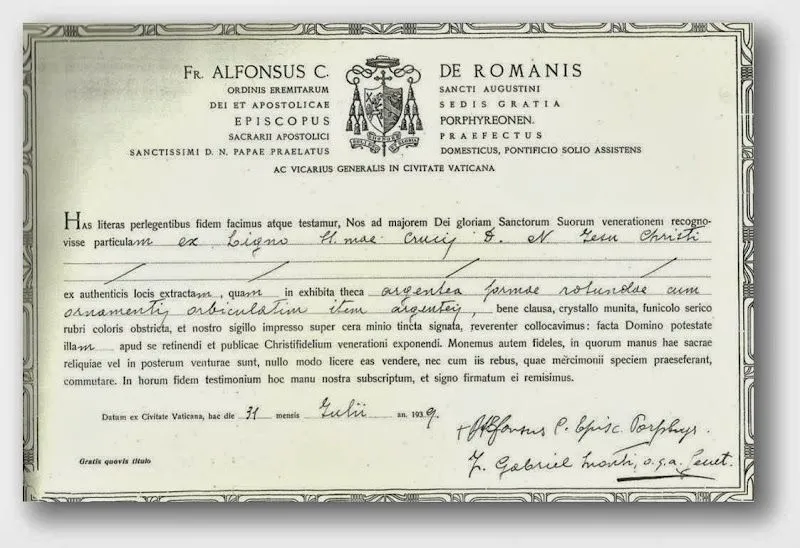 FR. ALFONSUS C. DE ROMANIS
ORDINIS EREMITARUM SANCTI AUGUSTINI
DEI ET APOSTOLICAE SEDIS GRATIA
EPISCOPUS PORPHYREONEN.
SACRARII APOSTOLICI PRAEFECTUS
SANCTISSIMI D. N. PAPAE PRAELATUS DOMESTICUS, PONTIFICIO SOLIO ASSISTENS
AC VICARIUS GENERALIS IN CIVITATE VATICANA
HAS literas perlegentibus fidem facimus atque testamur, Nos ad majorem Dei gloriam Sanctorum Suorum venerationem recogno-
visse particulam ex Ligno SS.mae Crucis D. N Jesu Christi
ex authenticis locis extractam, quam in exhibita theca argentea formae rotundae cum
ornamentis orbiculatim item argenteis, bene clausa, crystallo munita, funicolo serico
rubri coloris obstricta, et nostro sigillo impresso super cera minio tincta signata, reverenter collocavimus: facta Domino potestate
illam apud se retinendi et publicae Christifidelium venerationi exponendi. Monemus autem fideles, in quorum manus hae sacrae
reliquiae vel in posterum venturae sunt, nullo modo licere eas vendere, nec cum iis rebus, quae mercimonii speciem praeseferant,
commutare. In horum fidem testimonium hoc manu nostra subscriptum, et signo firmatum ei remisimus.
Datam ex Civitate Vaticana, hac die 31 mensis Julii an. 1939.
+ Alfonsus C. Episc. Porphyr.
Gratis quovis titulo
Gabriel Monti, o.s.a.